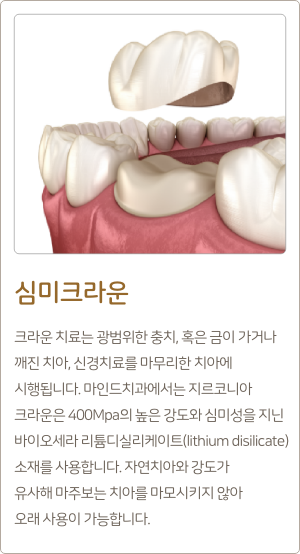 심미크라운
크라운 치료는 광범위한 충치, 혹은 금이 가거나
깨진 치아, 신경치료를 마무리한 치아에
시행됩니다. 마인드치과에서는 지르코니아
크라운은 400Mpa의 높은 강도와 심미성을 지닌
바이오세라 리튬디실리케이트(lithium disilicate)
소재를 사용합니다. 자연치아와 강도가
유사해 마주보는 치아를 마모시키지 않아
오래 사용이 가능합니다.